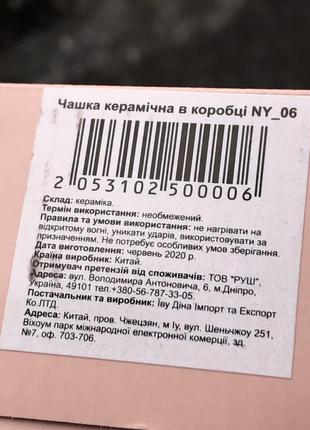 Чашка керамічна в коробці NY_06
2 053102 500006
Склад: кераміка.
Термін використання: необмежений.
Правила та умови використання: не нагрівати на
відкритому вогні, уникати ударів, використовувати за
призначенням. Не потребує особливих умов зберігання.
Дата виготовлення: червень 2020 р.
Країна виробник: Китай.
Отримувач претензій від споживачів: ТОВ "РУШ",
Адреса: вул. Володимира Антоновича, 6, м.Дніпро,
Україна, 49101 тел.+380-56-787-33-05.
Постачальник та виробник: Іву Діна Імпорт та Експорт
Ко.ЛТД.
Адреса: Китай, пров. Чжецзян, м Іу, вул. Шеньчжоу 251,
Віхоум парк міжнародної електронної комерції, зд.
№7, оф. 703-706.